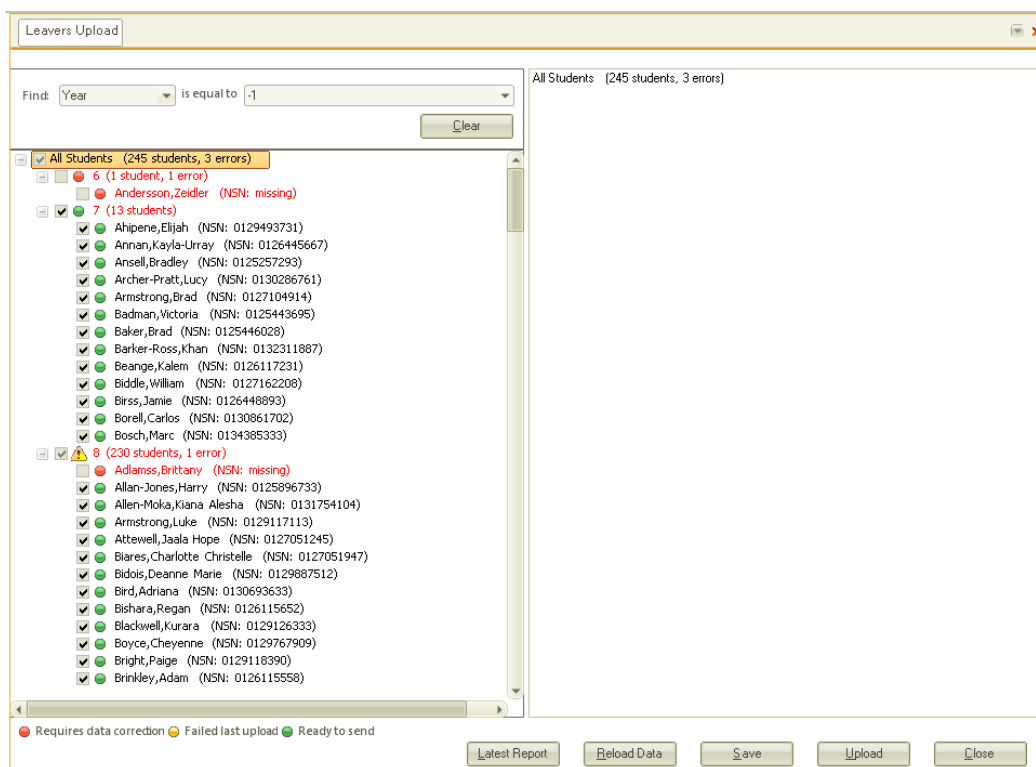 Leavers Upload
Find: Year is equal to -1
Clear
All Students (245 students, 3 errors)
6 (1 student, 1 error)
Andersson,Zeidler (NSN: missing)
7 (13 students)
Ahipene,Elijah (NSN: 0129493731)
Annan,Kayla-Urray (NSN: 0126445667)
Ansell,Bradley (NSN: 0125257293)
Archer-Pratt,Lucy (NSN: 0130286761)
Armstrong,Brad (NSN: 0127104914)
Badman,Victoria (NSN: 0125443695)
Baker,Brad (NSN: 0125446028)
Barker-Ross,Khan (NSN: 0132311887)
Beange,Kalem (NSN: 0126117231)
Biddle,William (NSN: 0127162208)
Birss,Jamie (NSN: 0126448893)
Borell,Carlos (NSN: 0130861702)
Bosch,Marc (NSN: 0134385333)
8 (230 students, 1 error)
Adlamss,Brittany (NSN: missing)
Allan-Jones,Harry (NSN: 0125896733)
Allen-Moka,Kiana Alesha (NSN: 0131754104)
Armstrong,Luke (NSN: 0129117113)
Attewell,Jaala Hope (NSN: 0127051245)
Biares,Charlotte Christelle (NSN: 0127051947)
Bidois,Deanne Marie (NSN: 0129887512)
Bird,Adriana (NSN: 0130693633)
Bishara,Regan (NSN: 0126115652)
Blackwell,Kurara (NSN: 0129126333)
Boyce,Cheyenne (NSN: 0129767909)
Bright,Paige (NSN: 0129118390)
Brinkley,Adam (NSN: 0126115558)
All Students (245 students, 3 errors)
Requires data correction Failed last upload Ready to send
Latest Report Reload Data Save Upload Close